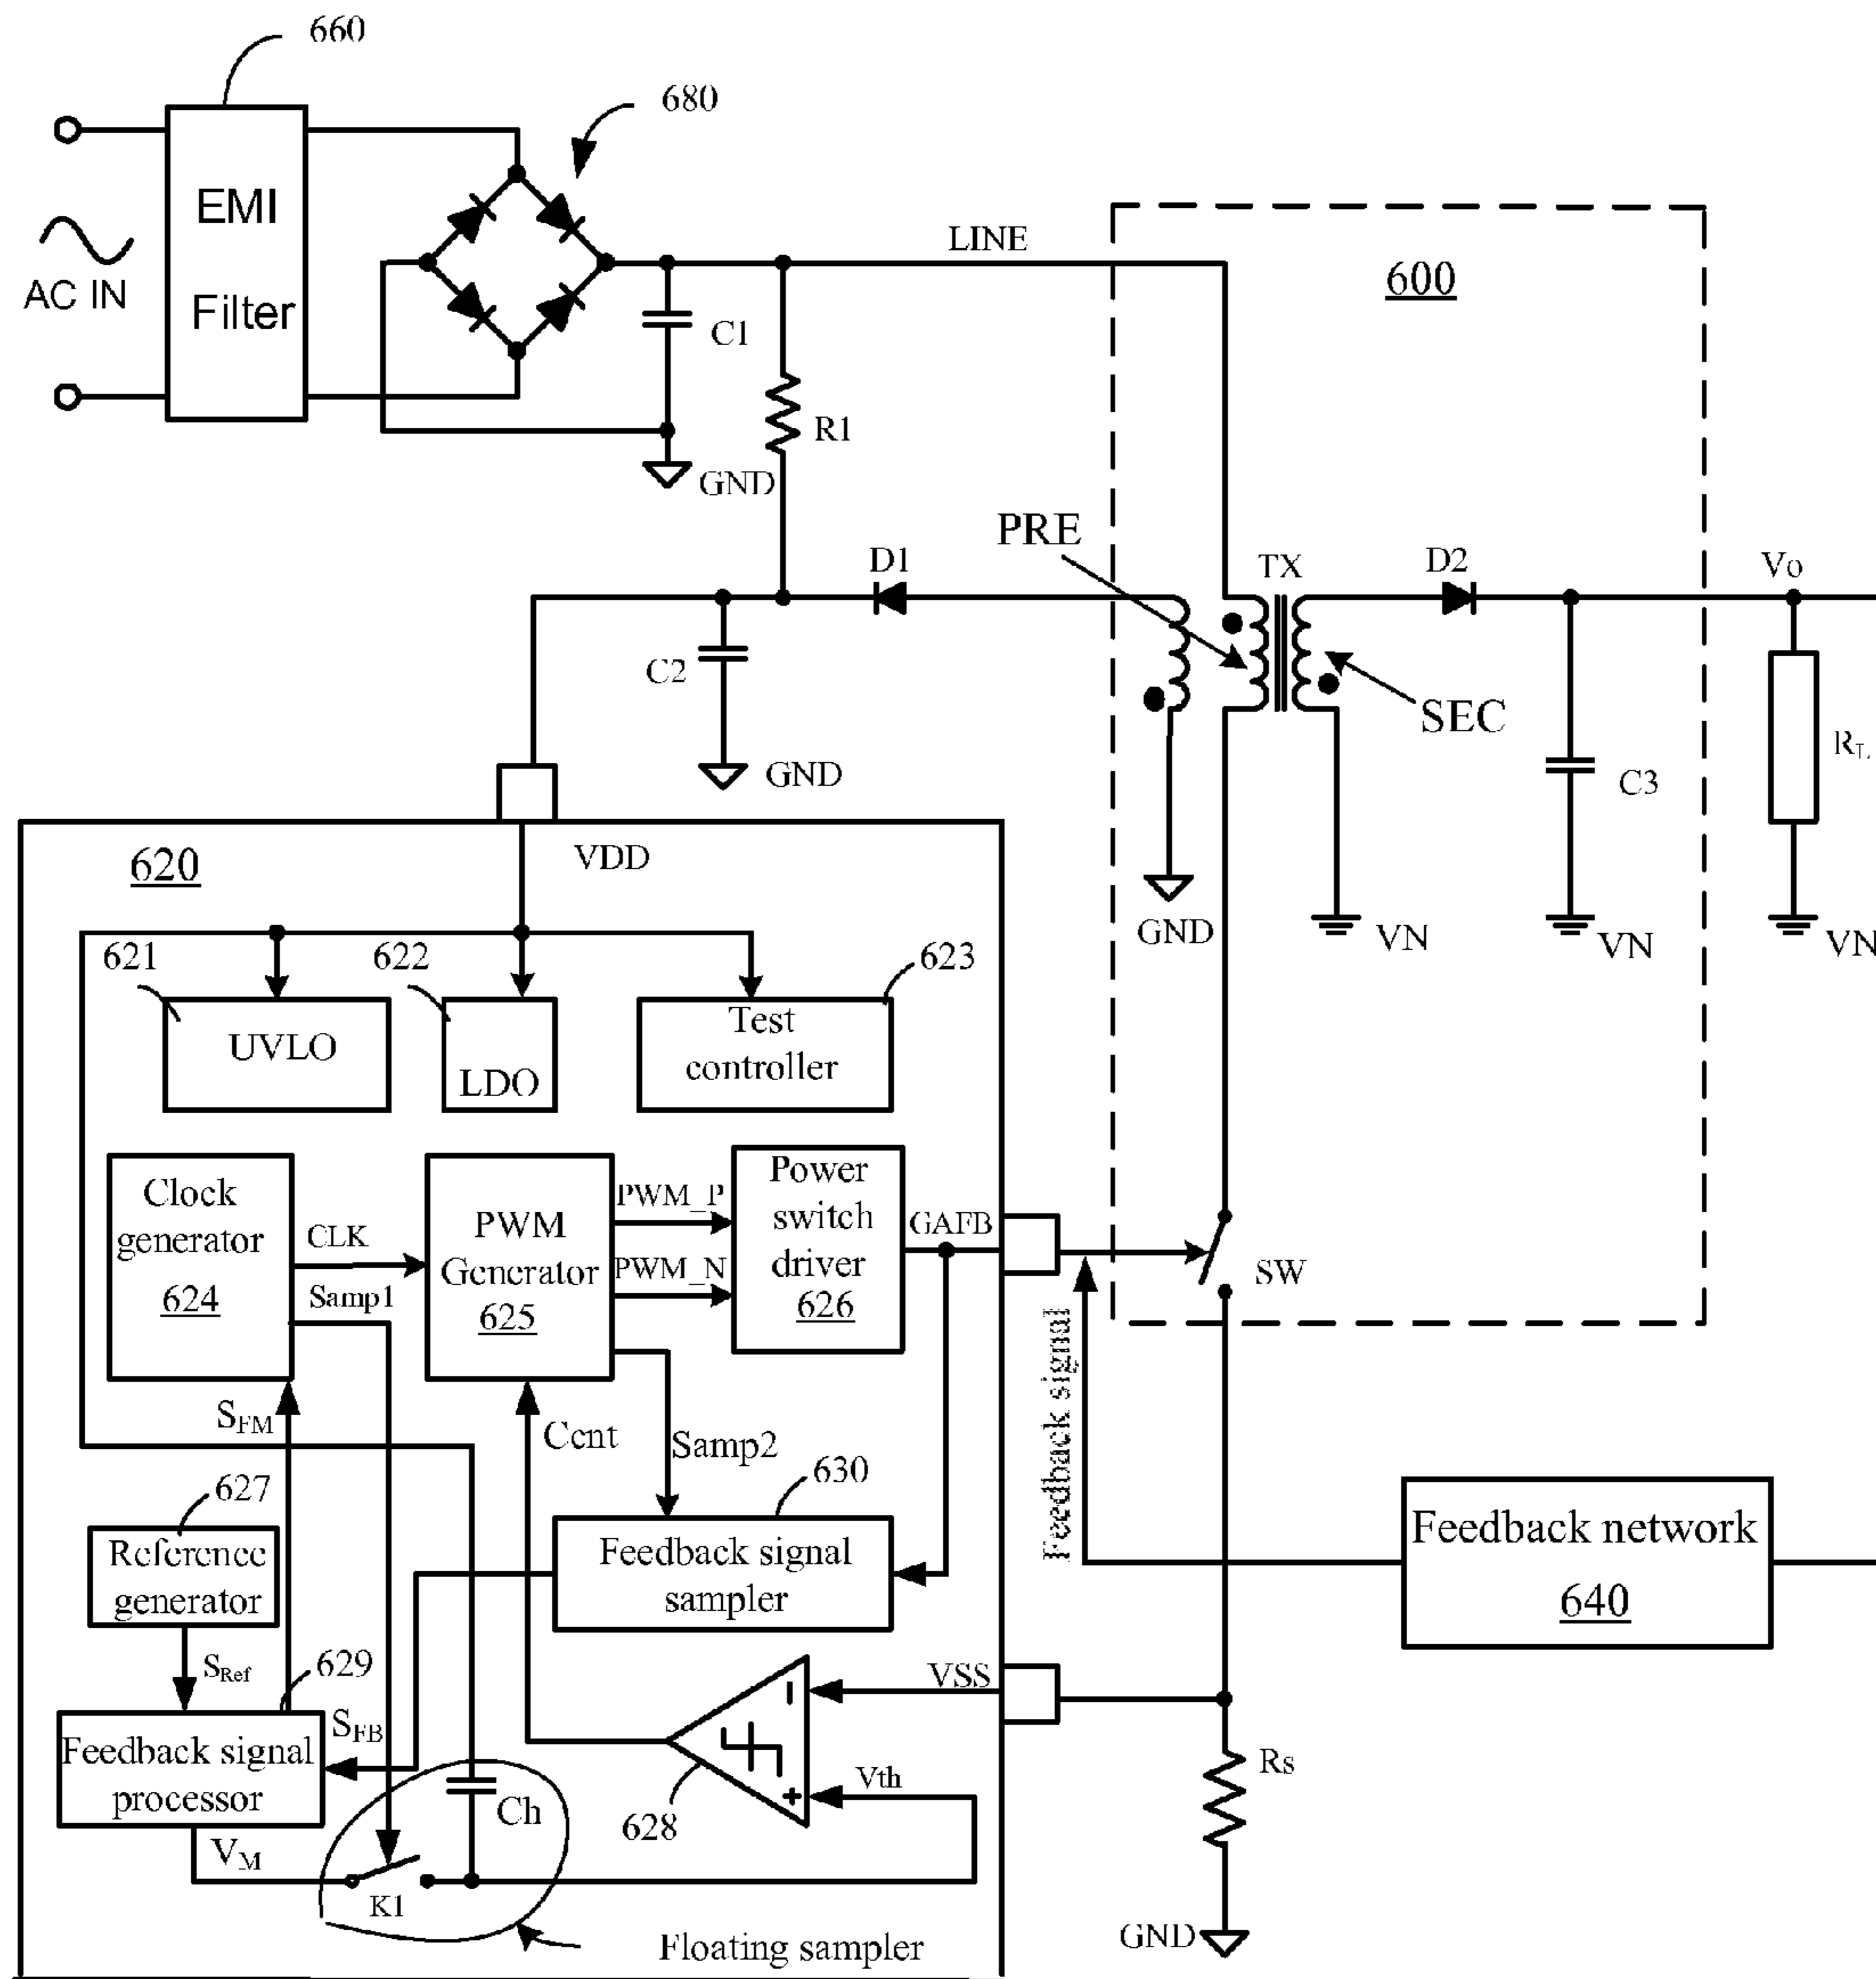 660
680
EMI
Filter
AC IN
LINE
600
C1
R1
GND
PRE
D1
TX
D2
Vo
C2
SEC
C3
RL
GND
VDD
620
GND
VN
VN
VN
621
622
623
UVLO
LDO
Test
controller
Clock
generator
624
CLK
Samp1
PWM
Generator
625
PWM_P
PWM_N
Power
switch
driver
626
GAFB
SW
Feedback signal
SFM
Ccnt
Samp2
630
627
Reference
generator
Feedback signal
sampler
Feedback network
640
SRef
629
SFB
VSS
Feedback signal
processor
Vth
628
Rs
Ch
VM
K1
Floating sampler
GND